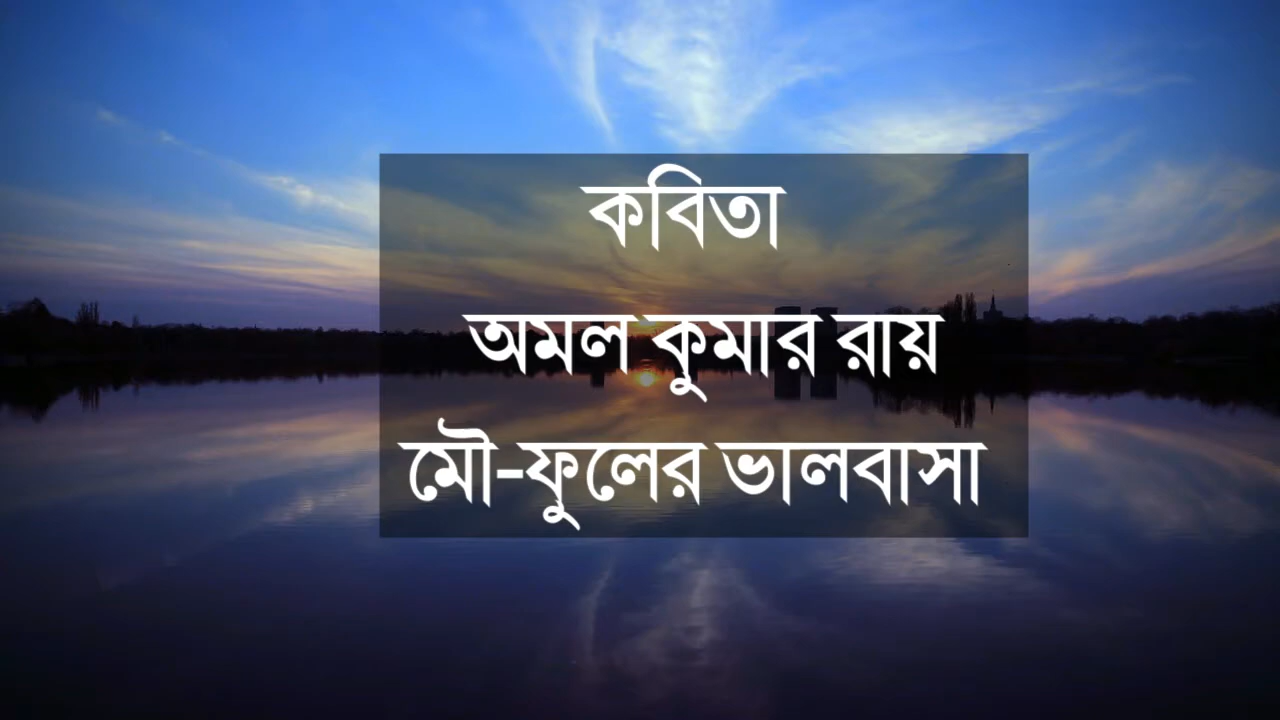 কবিতা
অমল কুমার রায়
মৌ-ফুলের ভালবাসা